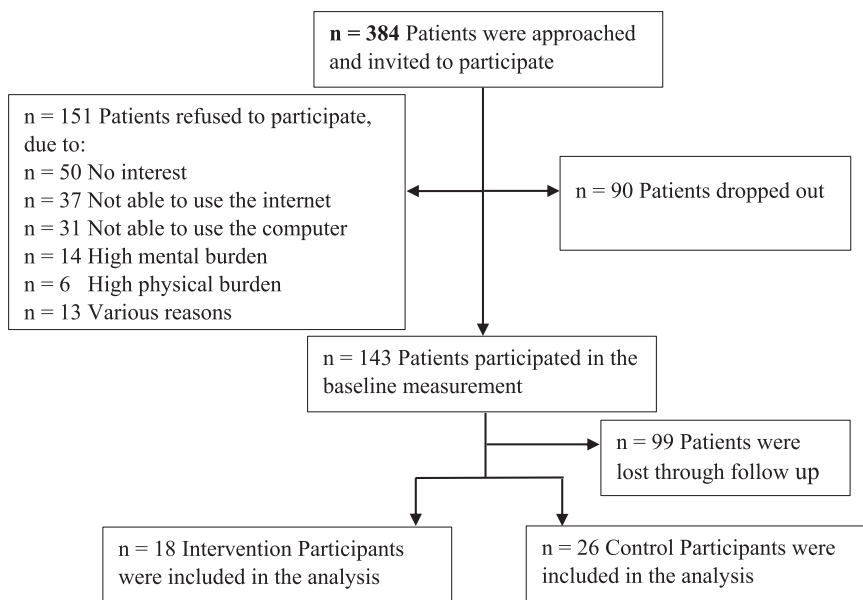 n = 384 Patients were approached
and invited to participate
n = 151 Patients refused to participate,
due to:
n = 50 No interest
n = 37 Not able to use the internet
n = 31 Not able to use the computer
n = 14 High mental burden
n = 6 High physical burden
n = 13 Various reasons
n = 90 Patients dropped out
n = 143 Patients participated in the
baseline measurement
n = 99 Patients were
lost through follow up
n = 18 Intervention Participants
were included in the analysis
n = 26 Control Participants were
included in the analysis